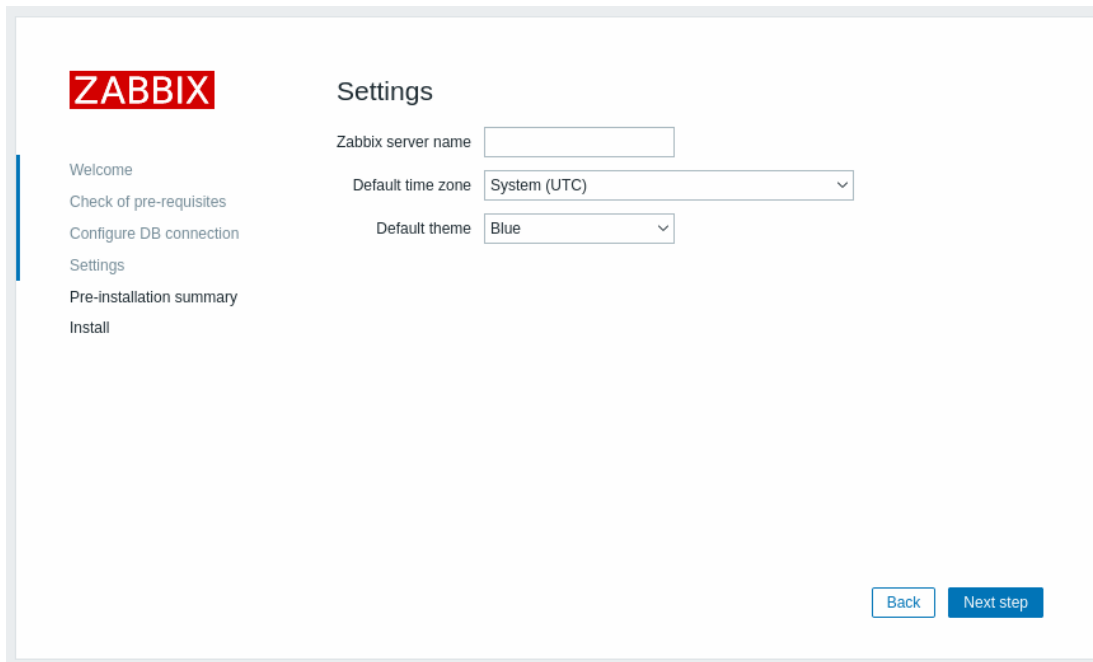 ZABBIX
Settings
Zabbix server name
Default time zone System (UTC)
Default theme Blue
Welcome
Check of pre-requisites
Configure DB connection
Settings
Pre-installation summary
Install
Back Next step